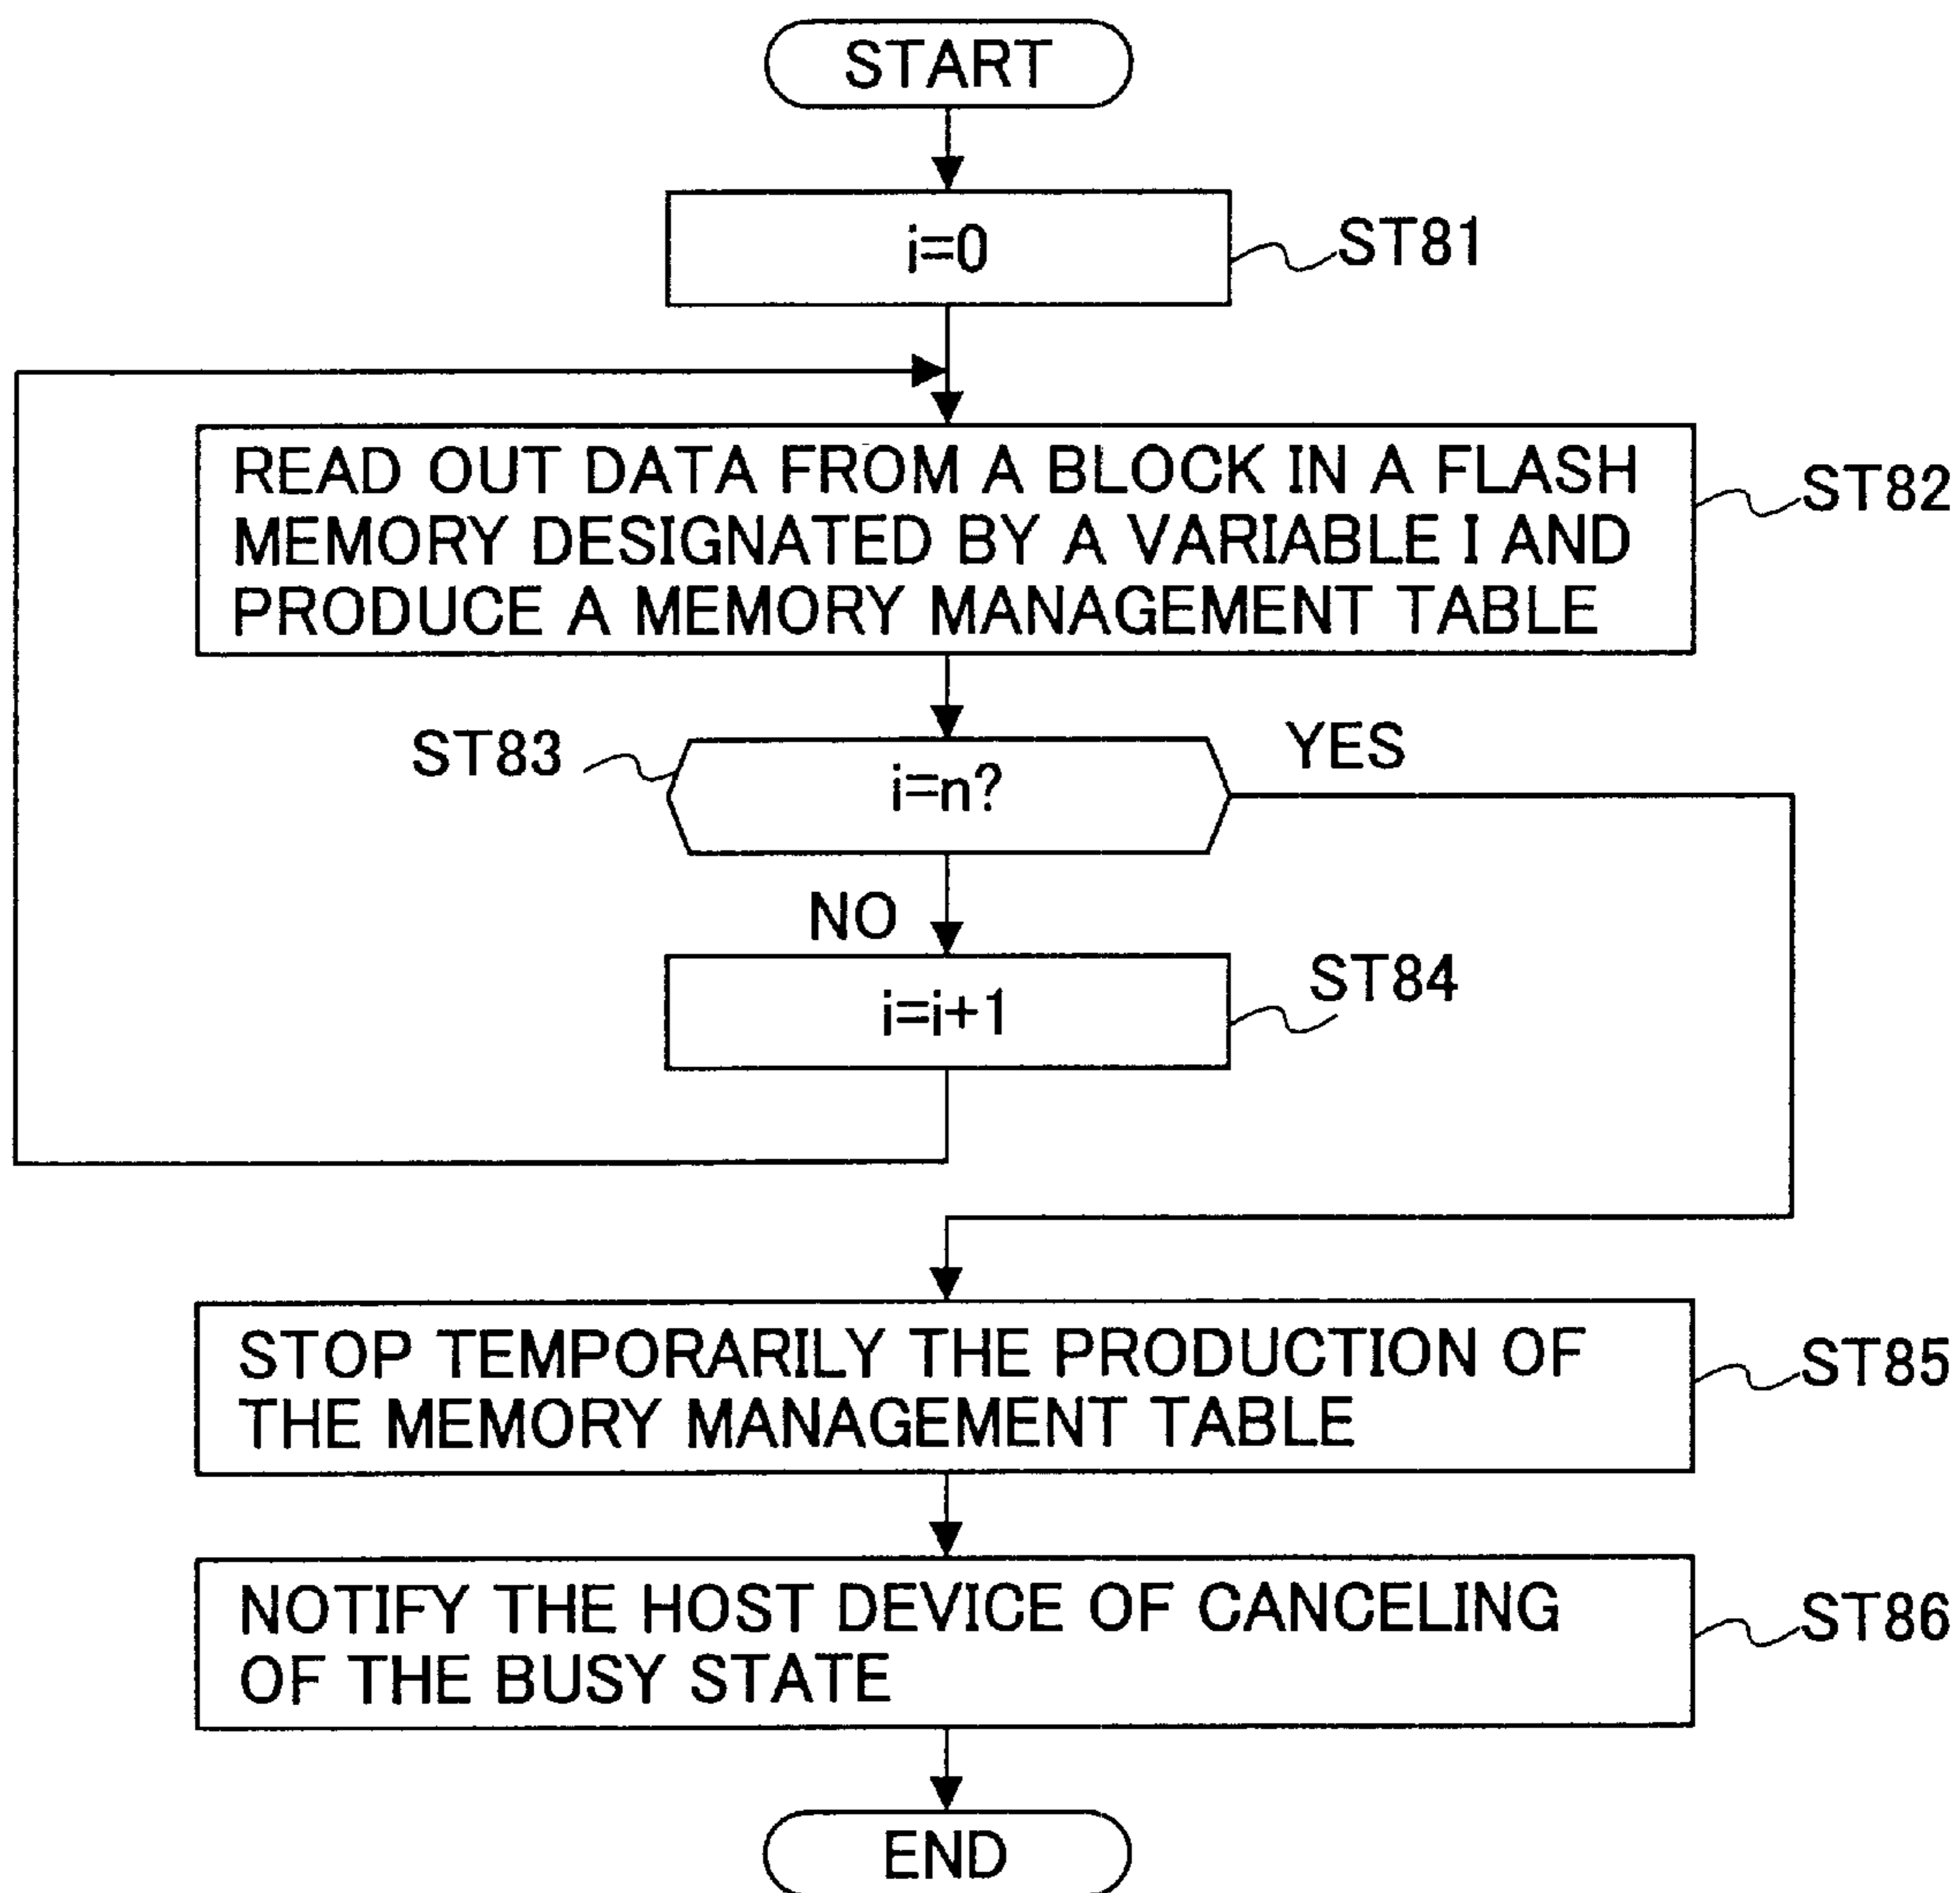 START
i=0
ST81
READ OUT DATA FROM A BLOCK IN A FLASH
MEMORY DESIGNATED BY A VARIABLE I AND
PRODUCE A MEMORY MANAGEMENT TABLE
ST82
ST83
i=n?
YES
NO
i=i+1
ST84
STOP TEMPORARILY THE PRODUCTION OF
THE MEMORY MANAGEMENT TABLE
ST85
NOTIFY THE HOST DEVICE OF CANCELING
OF THE BUSY STATE
ST86
END